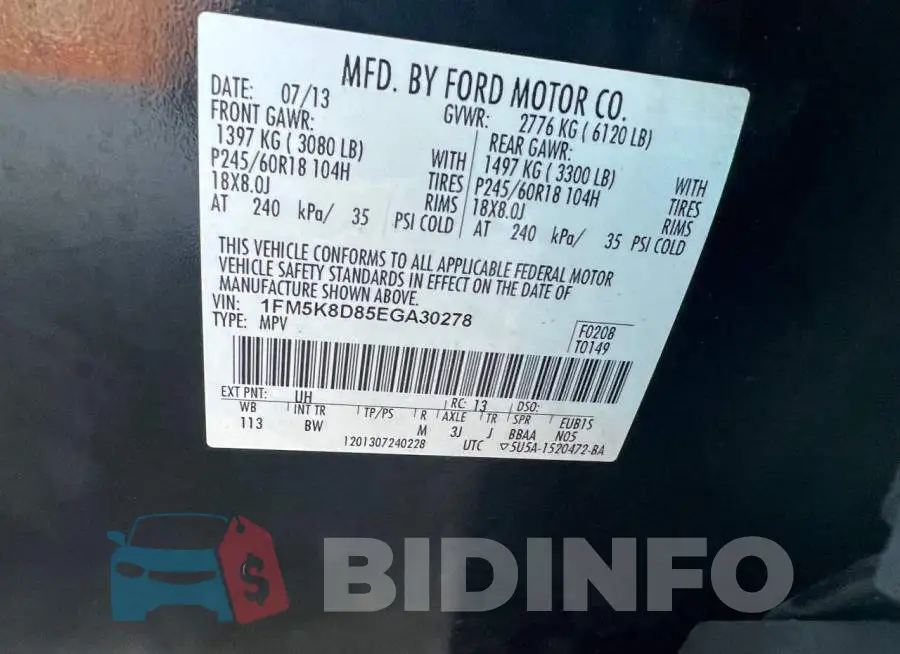 MFD. BY FORD MOTOR CO.
DATE: 07/13 GVWR: 2776 KG ( 6120 LB)
FRONT GAWR: REAR GAWR:
1397 KG ( 3080 LB) WITH 1497 KG ( 3300 LB) WITH
P245/60R18 104H TIRES P245/60R18 104H TIRES
18X8.0J RIMS 18X8.0J RIMS
AT 240 kPa/ 35 PSI COLD AT 240 kPa/ 35 PSI COLD
THIS VEHICLE CONFORMS TO ALL APPLICABLE FEDERAL MOTOR
VEHICLE SAFETY STANDARDS IN EFFECT ON THE DATE OF
MANUFACTURE SHOWN ABOVE.
VIN: 1FM5K8D85EGA30278
TYPE: MPV
F0208
T0149
EXT PNT: UH RC: 13 DSO:
WB INT TR TP/PS R AXLE TR SPR EUB15
113 BW M 3J J BBAA N05
1201307240228 UTC ▽5U5A-1520472-BA
$ BIDINFO